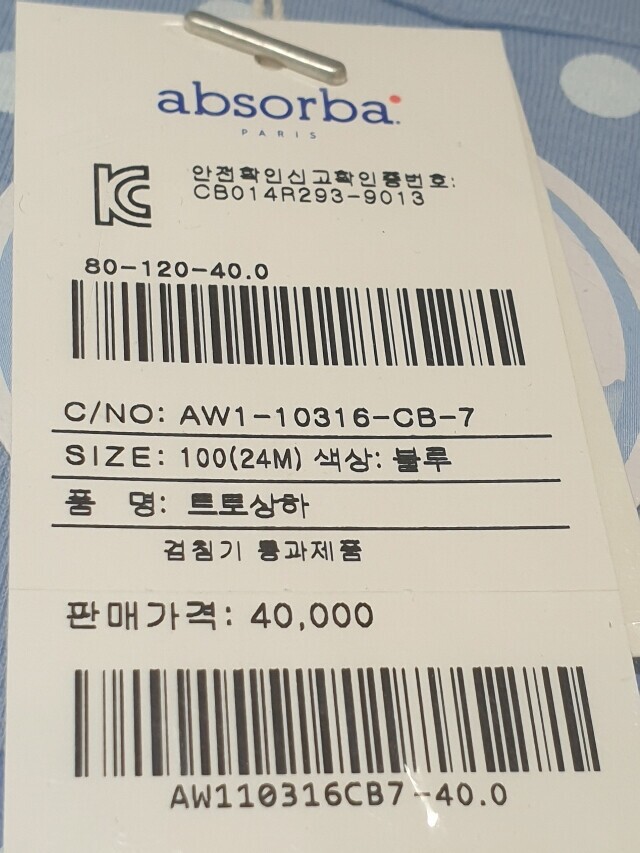 absorba.
PARIS
안전확인신고확인증번호:
CB014R293-9013
80-120-40.0
C/NO: AW1-10316-CB-7
SIZE: 100(24M) 색상: 블루
품 명: 트로상하
검침기 통과제품
판매가격: 40,000
AW110316CB7-40.0